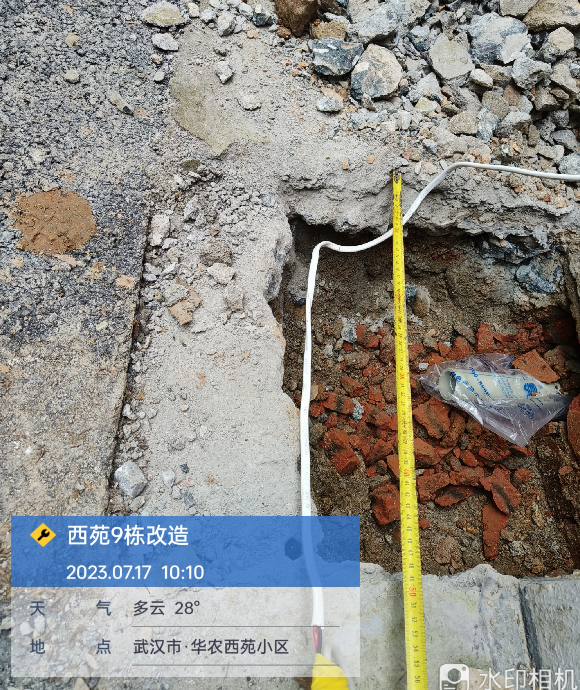 西苑9栋改造
2023.07.17 10:10
天 气 多云 28°
地 点 武汉市·华农西苑小区
水印相机